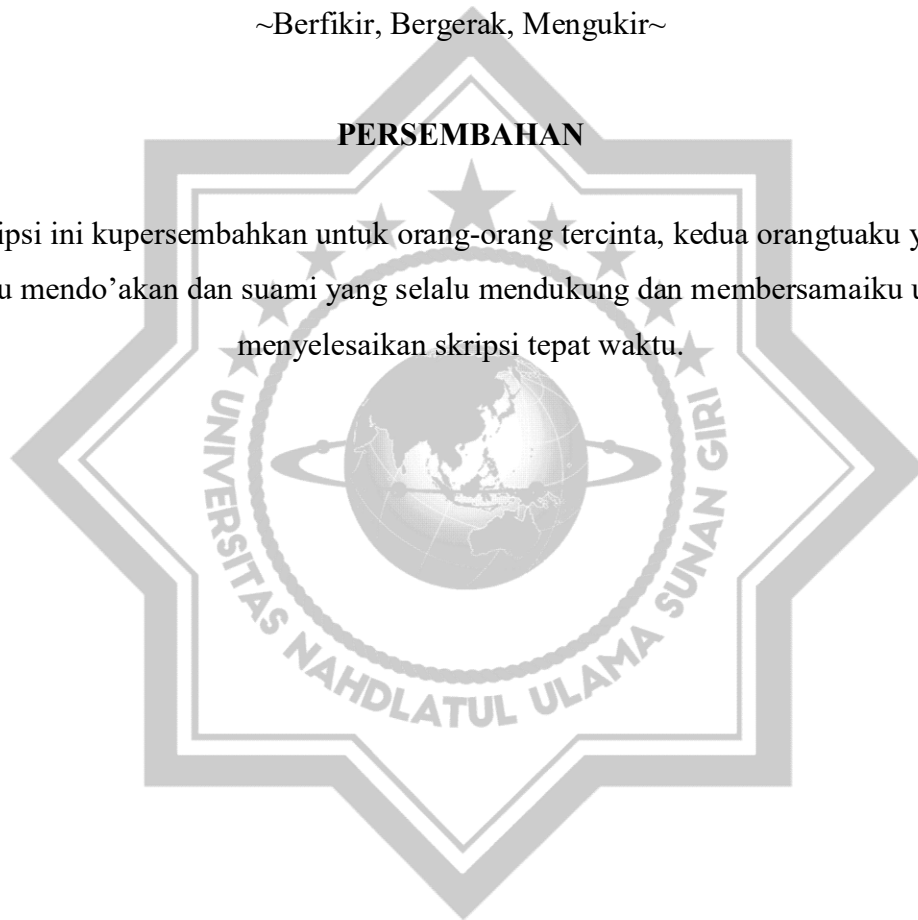 ~Berfikir, Bergerak, Mengukir~
PERSEMBAHAN
ipsi ini kupersembahkan untuk orang-orang tercinta, kedua orangtuaku y
u mendo’akan dan suami yang selalu mendukung dan membersamaiku u
menyelesaikan skripsi tepat waktu.
UNIVERSITAS NAHDLATUL ULAMA SUNAN GIRI